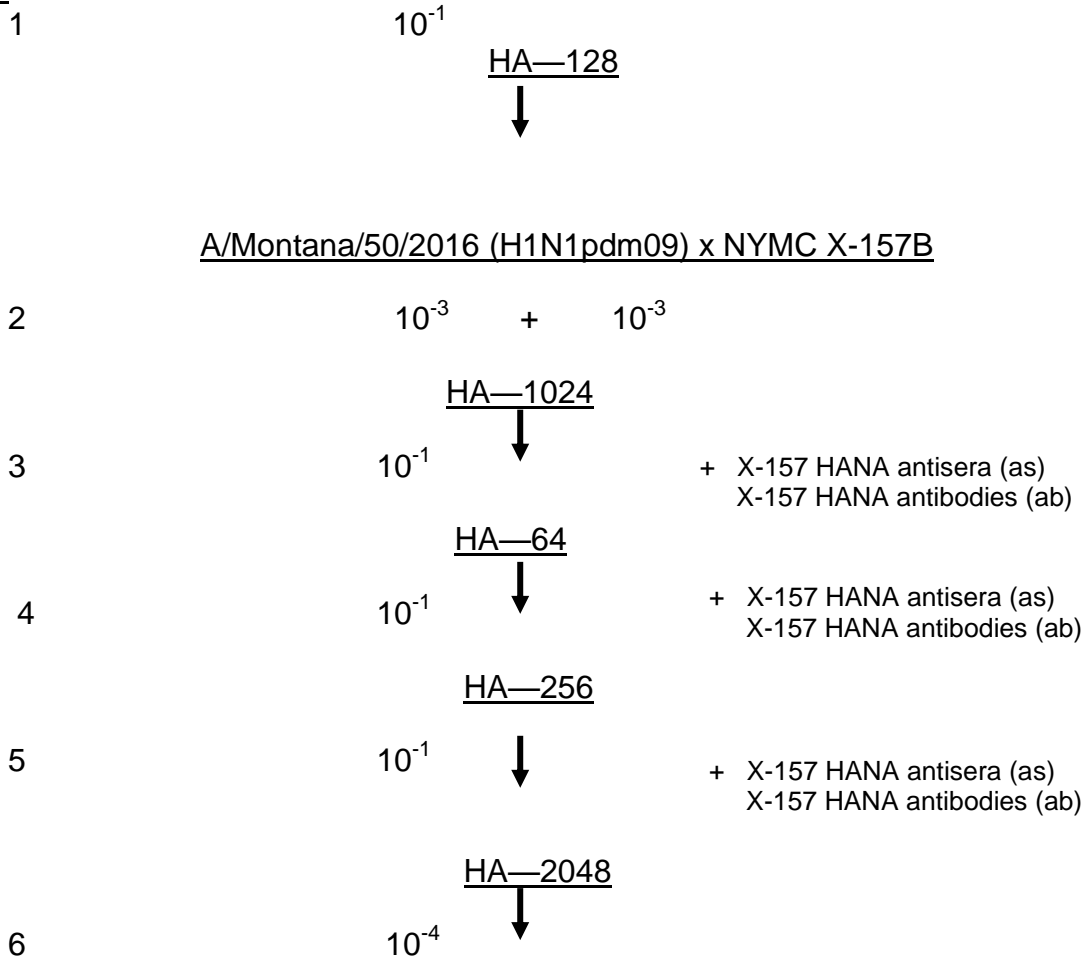 1 10⁻¹
HA—128
A/Montana/50/2016 (H1N1pdm09) x NYMC X-157B
2 10⁻³ + 10⁻³
HA—1024
3 10⁻¹ + X-157 HANA antisera (as)
X-157 HANA antibodies (ab)
HA—64
4 10⁻¹ + X-157 HANA antisera (as)
X-157 HANA antibodies (ab)
HA—256
5 10⁻¹ + X-157 HANA antisera (as)
X-157 HANA antibodies (ab)
HA—2048
6 10⁻⁴